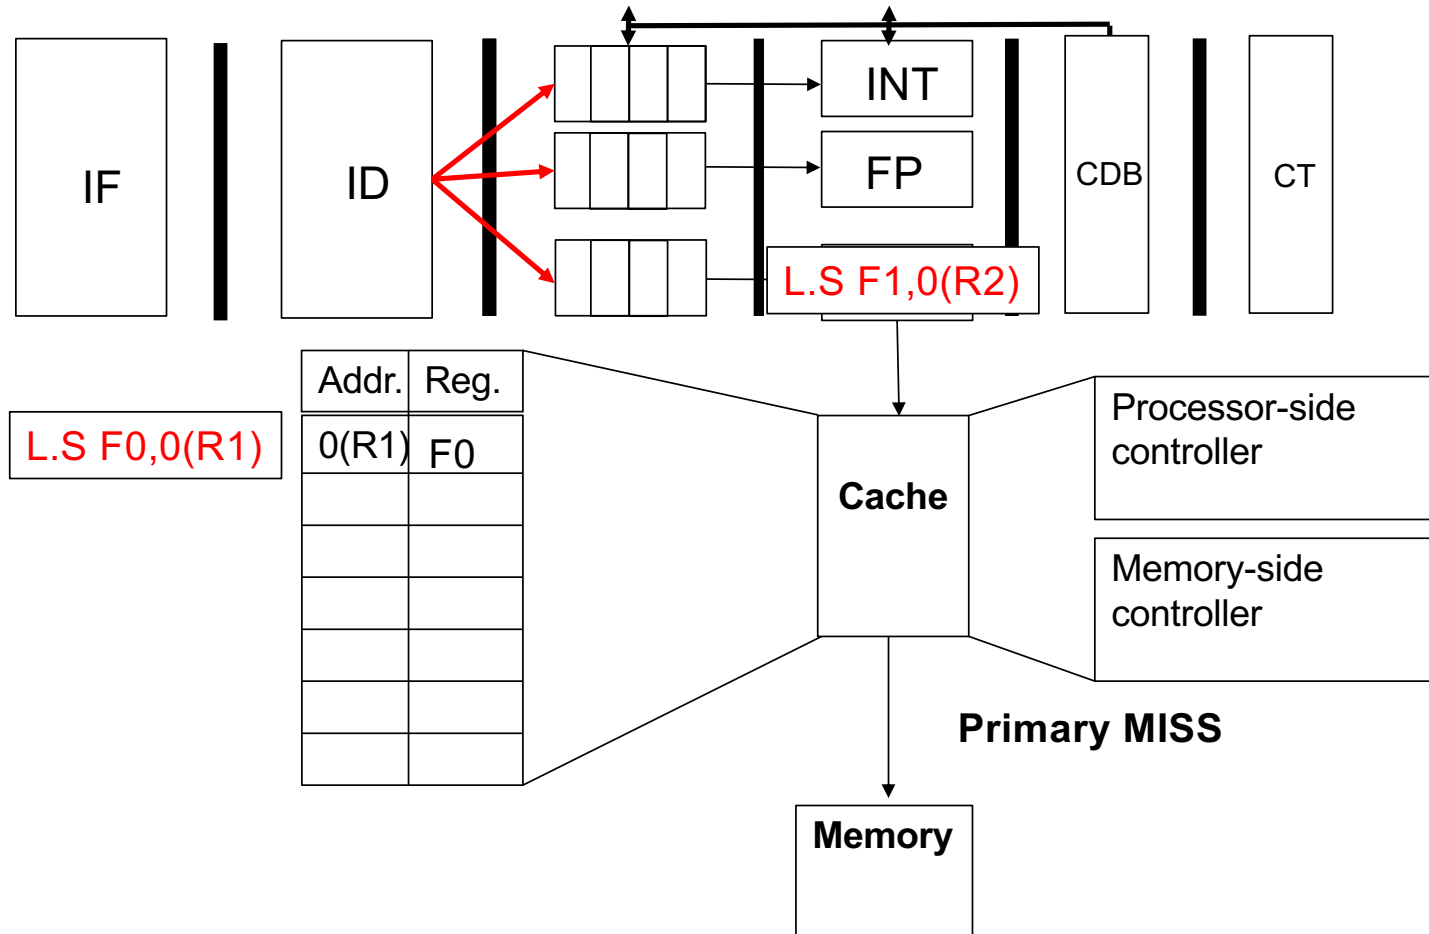 IF
ID
INT
FP
CDB
CT
L.S F1,0(R2)
Addr. Reg.
L.S F0,0(R1)
0(R1) F0
Cache
Processor-side
controller
Memory-side
controller
Primary MISS
Memory